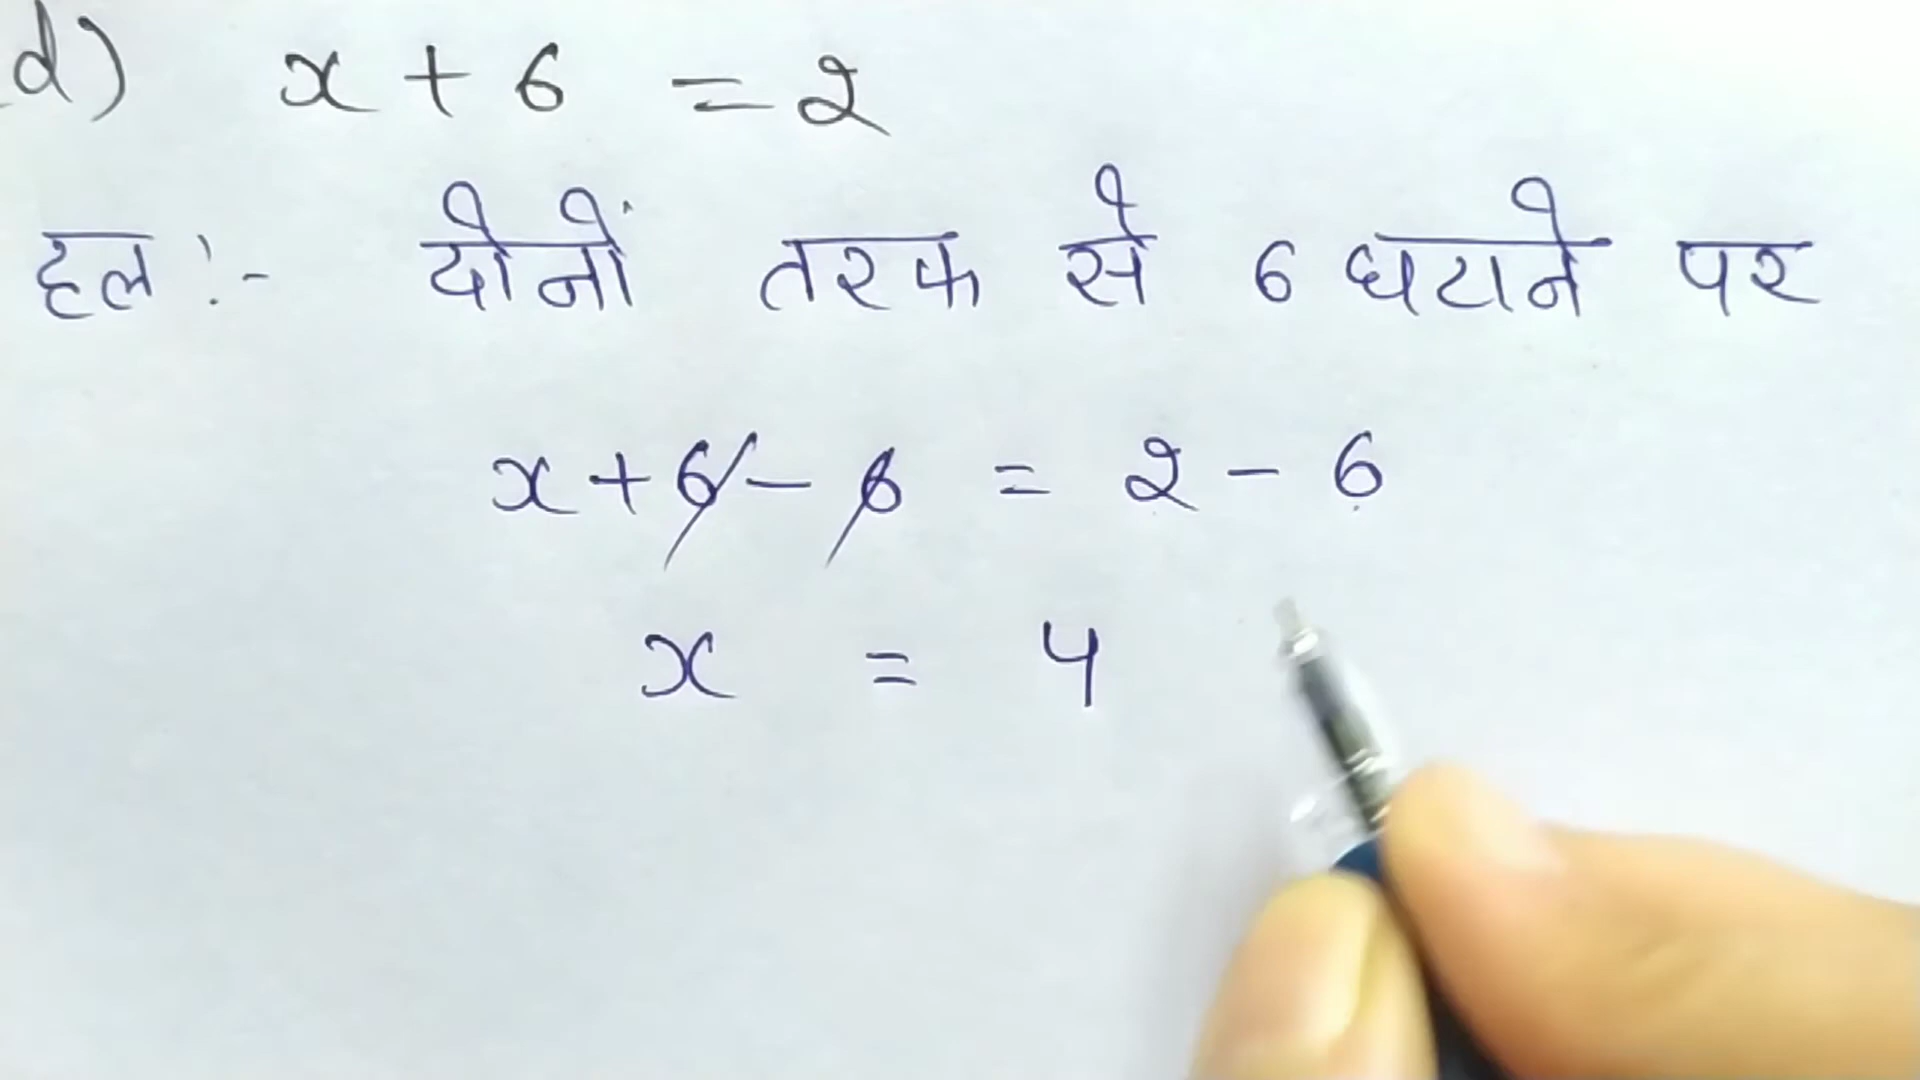 d) x + 6 = 2
हल :- दोनों तरफ से 6 घटाने पर
x + 6 - 6 = 2 - 6
x = 4